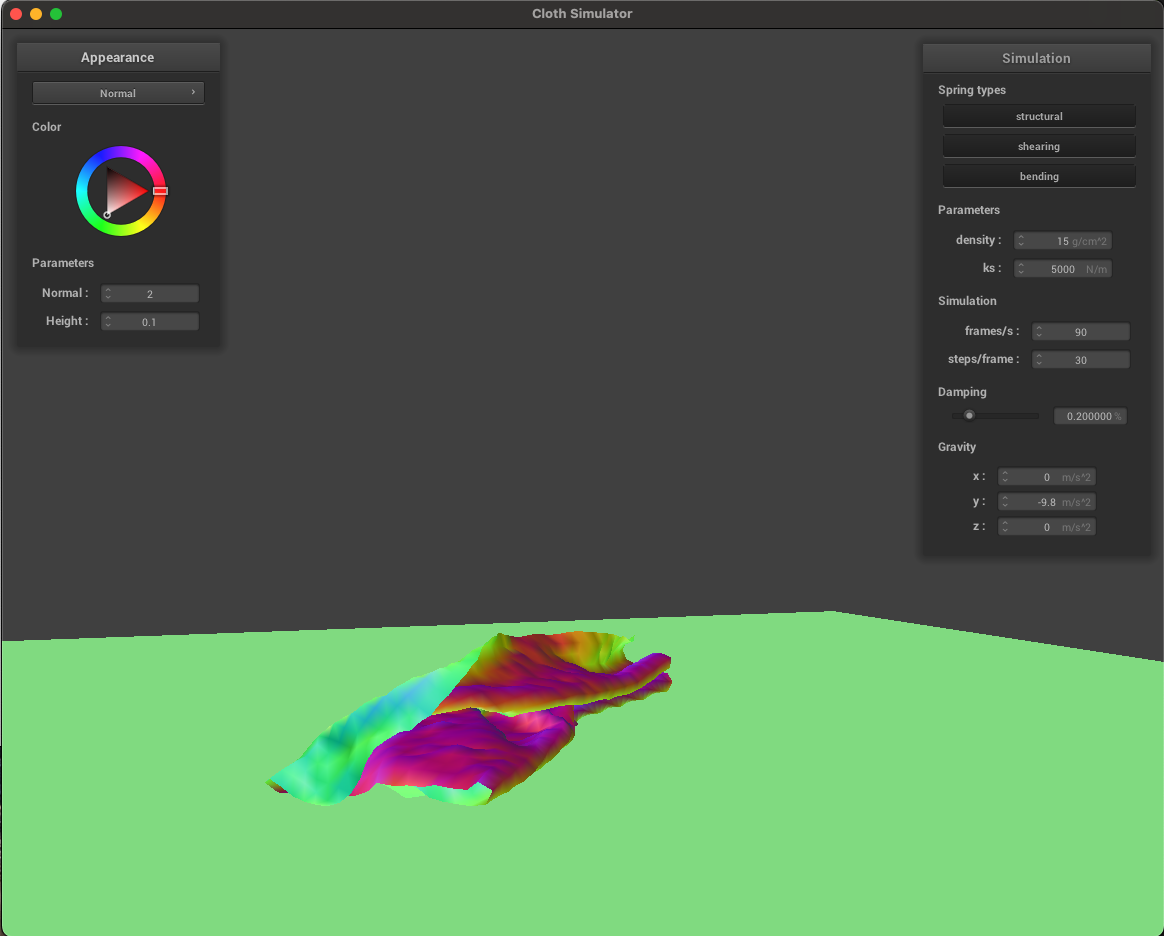 Cloth Simulator
Appearance
Normal
Color
Parameters
Normal : 2
Height : 0.1
Simulation
Spring types
structural
shearing
bending
Parameters
density : 15 g/cm^2
ks : 5000 N/m
Simulation
frames/s : 90
steps/frame : 30
Damping
0.200000 %
Gravity
x : 0 m/s^2
y : -9.8 m/s^2
z : 0 m/s^2